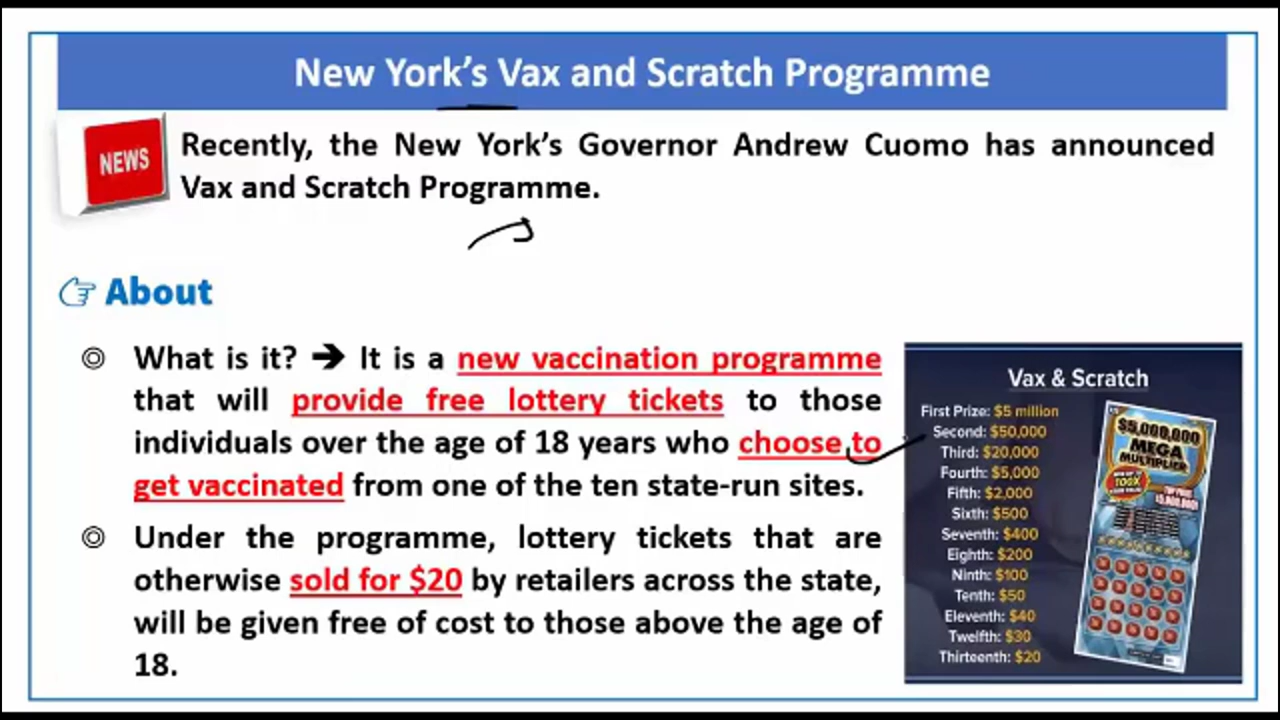 New York's Vax and Scratch Programme
NEWS
Recently, the New York's Governor Andrew Cuomo has announced
Vax and Scratch Programme.
About
What is it? ➔ It is a new vaccination programme
that will provide free lottery tickets to those
individuals over the age of 18 years who choose to
get vaccinated from one of the ten state-run sites.
Under the programme, lottery tickets that are
otherwise sold for $20 by retailers across the state,
will be given free of cost to those above the age of
18.
Vax & Scratch
First Prize: $5 million
Second: $50,000
Third: $20,000
Fourth: $5,000
Fifth: $2,000
Sixth: $500
Seventh: $400
Eighth: $200
Ninth: $100
Tenth: $50
Eleventh: $40
Twelfth: $30
Thirteenth: $20
$5,000,000
MEGA
MULTIPLIER
100X